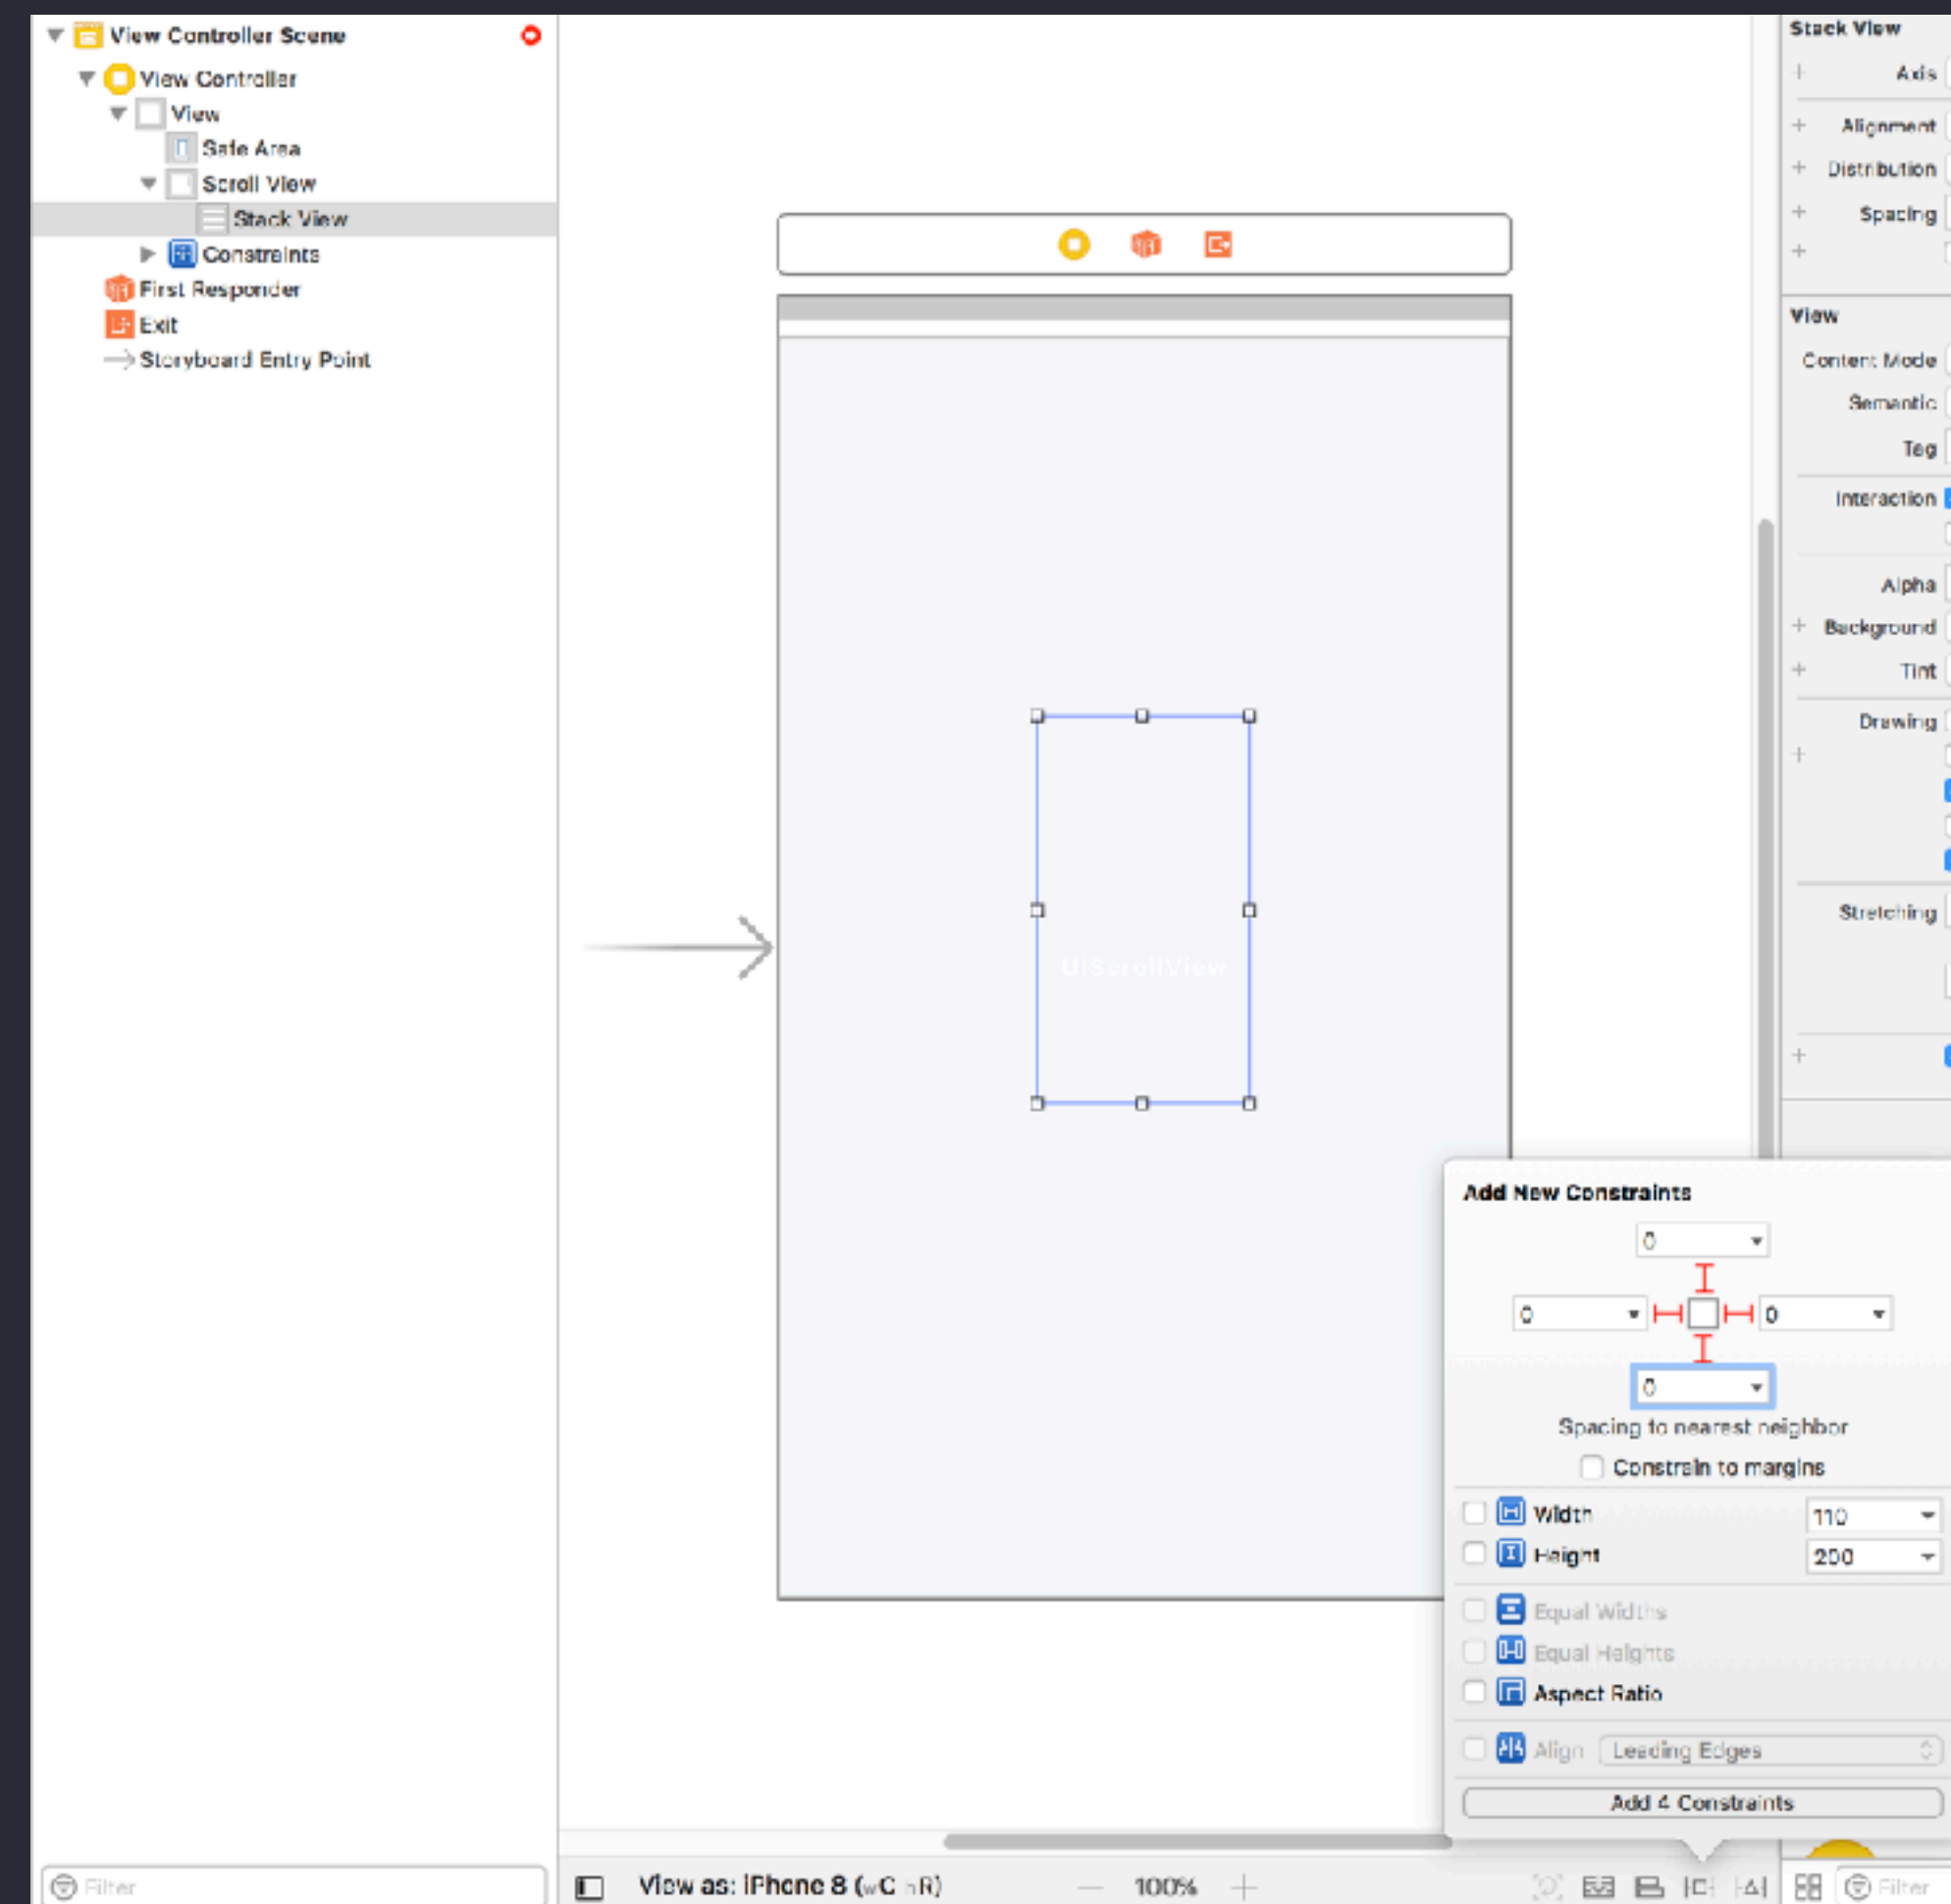 View Controller Scene
View Controller
View
Safe Area
Scroll View
Stack View
Constraints
First Responder
Exit
Storyboard Entry Point
Filter
UIScrollView
View as: iPhone 8 (wC hR)
100%
Stack View
Axis
Alignment
Distribution
Spacing
View
Content Mode
Semantic
Tag
Interaction
Alpha
Background
Tint
Drawing
Stretching
Add New Constraints
0
0 0
0
Spacing to nearest neighbor
Constrain to margins
Width 110
Height 200
Equal Widths
Equal Heights
Aspect Ratio
Align Leading Edges
Add 4 Constraints
Filter